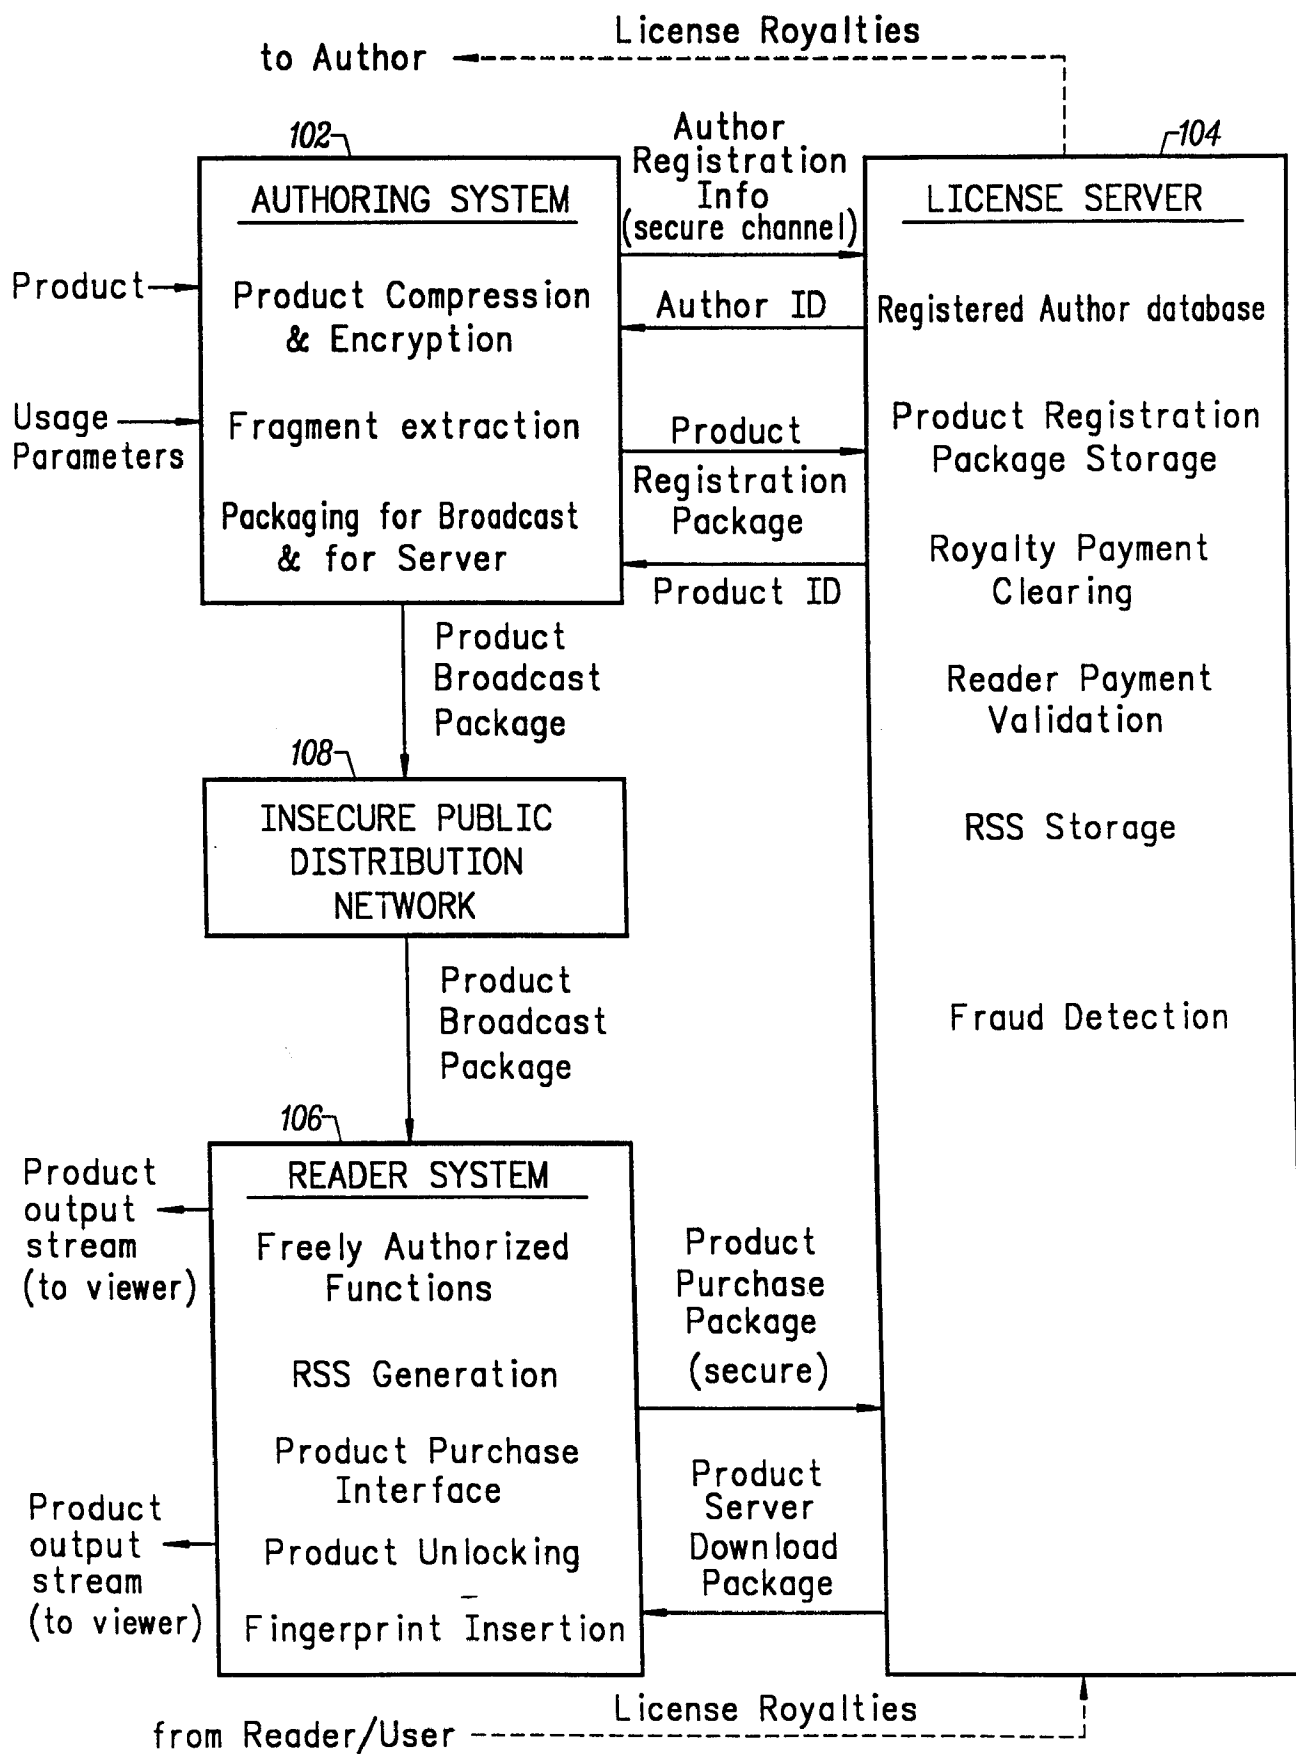 License Royalties
to Author
102
104
Author
Registration
Info
(secure channel)
AUTHORING SYSTEM
LICENSE SERVER
Product
Product Compression
& Encryption
Author ID
Registered Author database
Usage
Parameters
Fragment extraction
Product
Registration
Package
Product Registration
Package Storage
Packaging for Broadcast
& for Server
Product ID
Royalty Payment
Clearing
Product
Broadcast
Package
Reader Payment
Validation
108
INSECURE PUBLIC
DISTRIBUTION
NETWORK
RSS Storage
Product
Broadcast
Package
Fraud Detection
106
READER SYSTEM
Product
output
stream
(to viewer)
Freely Authorized
Functions
Product
Purchase
Package
(secure)
RSS Generation
Product Purchase
Interface
Product
Server
Download
Package
Product
output
stream
(to viewer)
Product Unlocking
Fingerprint Insertion
License Royalties
from Reader/User